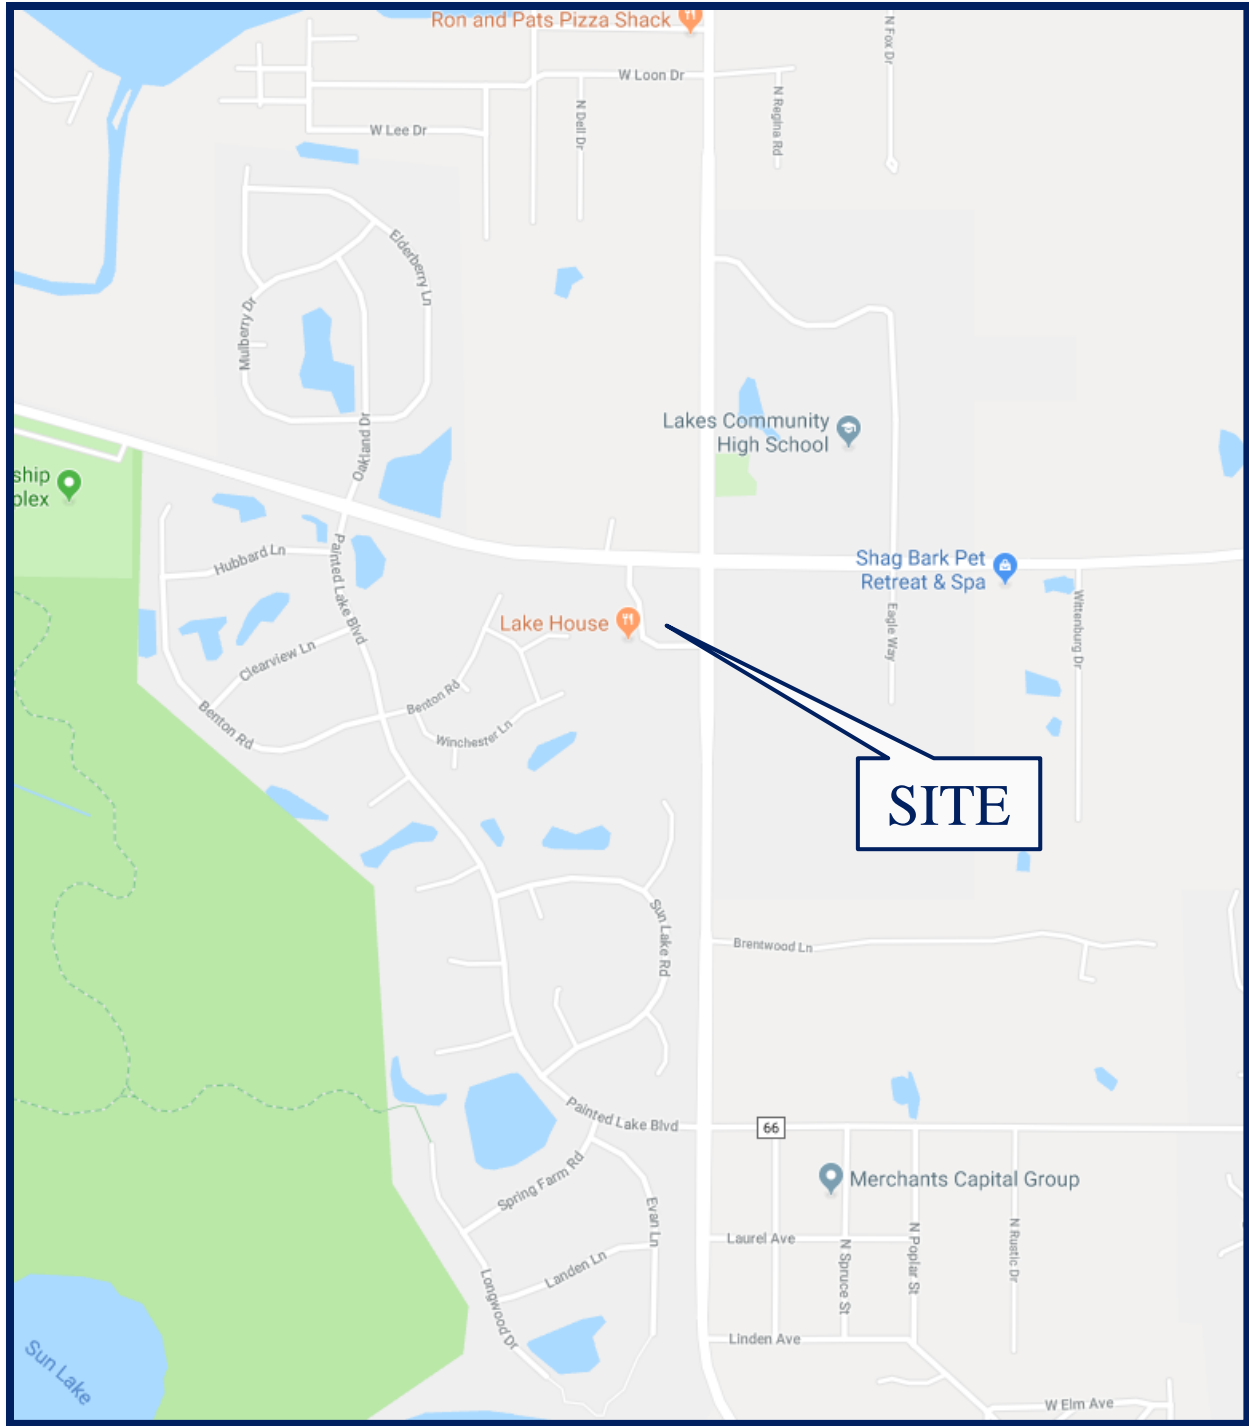 Ron and Pats Pizza Shack
N Fox Dr
W Loon Dr
N Regina Rd
N Dell Dr
W Lee Dr
Elderberry Ln
Mulberry Dr
Oakland Dr
Lakes Community
High School
ship
plex
Hubbard Ln
Painted Lake Blvd
Shag Bark Pet
Retreat & Spa
Lake House
Eagle Way
Wittenburg Dr
Clearview Ln
Benton Rd
Benton Rd
Winchester Ln
SITE
Sun Lake Rd
Brentwood Ln
Painted Lake Blvd
66
Merchants Capital Group
Spring Farm Rd
Evan Ln
Laurel Ave
N Spruce St
N Poplar St
N Rustic Dr
Landen Ln
Longwood Dr
Linden Ave
Sun Lake
W Elm Ave